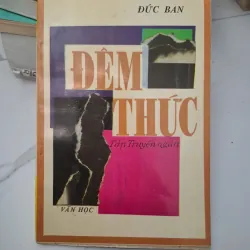 ĐỨC BAN
ĐÊM
THỨC
Tập Truyện ngắn
VĂN HỌC